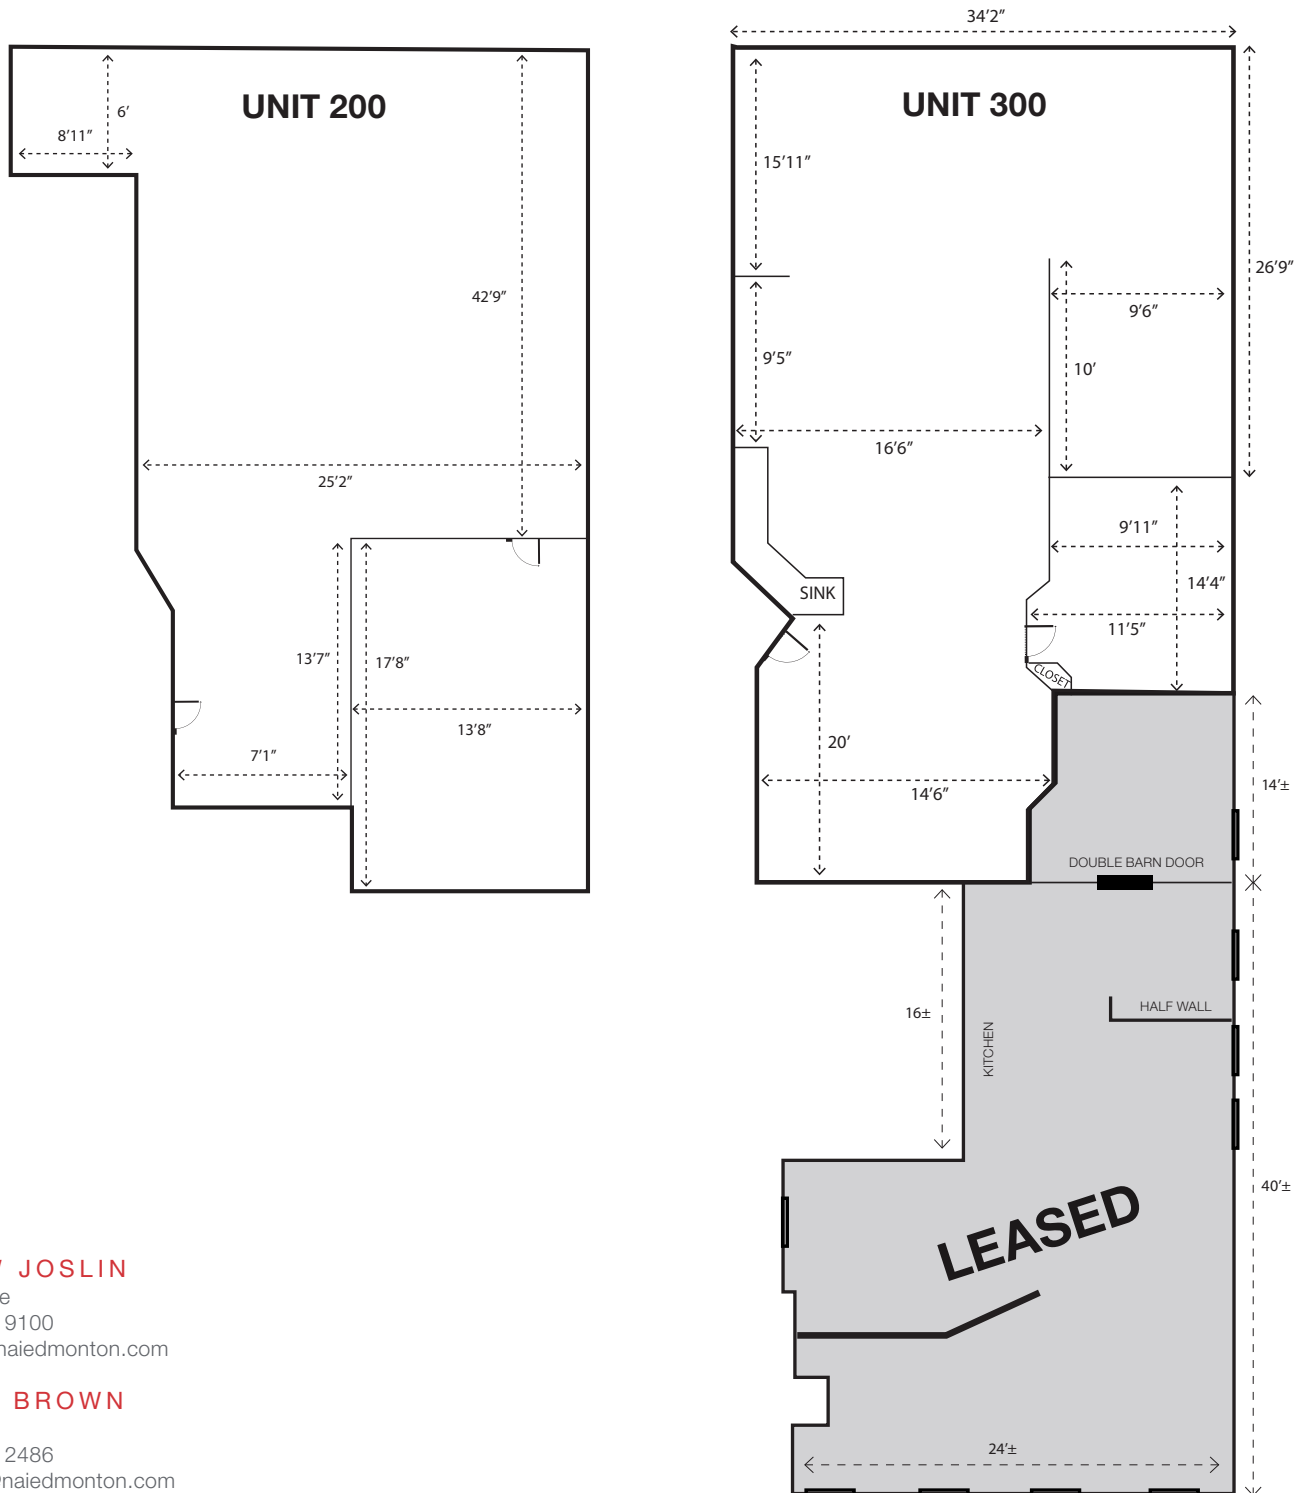 UNIT 200
6'
8'11"
42'9"
25'2"
13'7"
17'8"
13'8"
7'1"
34'2"
UNIT 300
15'11"
26'9"
9'6"
10'
9'5"
16'6"
9'11"
14'4"
SINK
11'5"
CLOSET
20'
14'6"
14'±
DOUBLE BARN DOOR
16±
HALF WALL
KITCHEN
40'±
LEASED
24'±
JOSLIN
9100
naiedmonton.com
BROWN
2486
naiedmonton.com